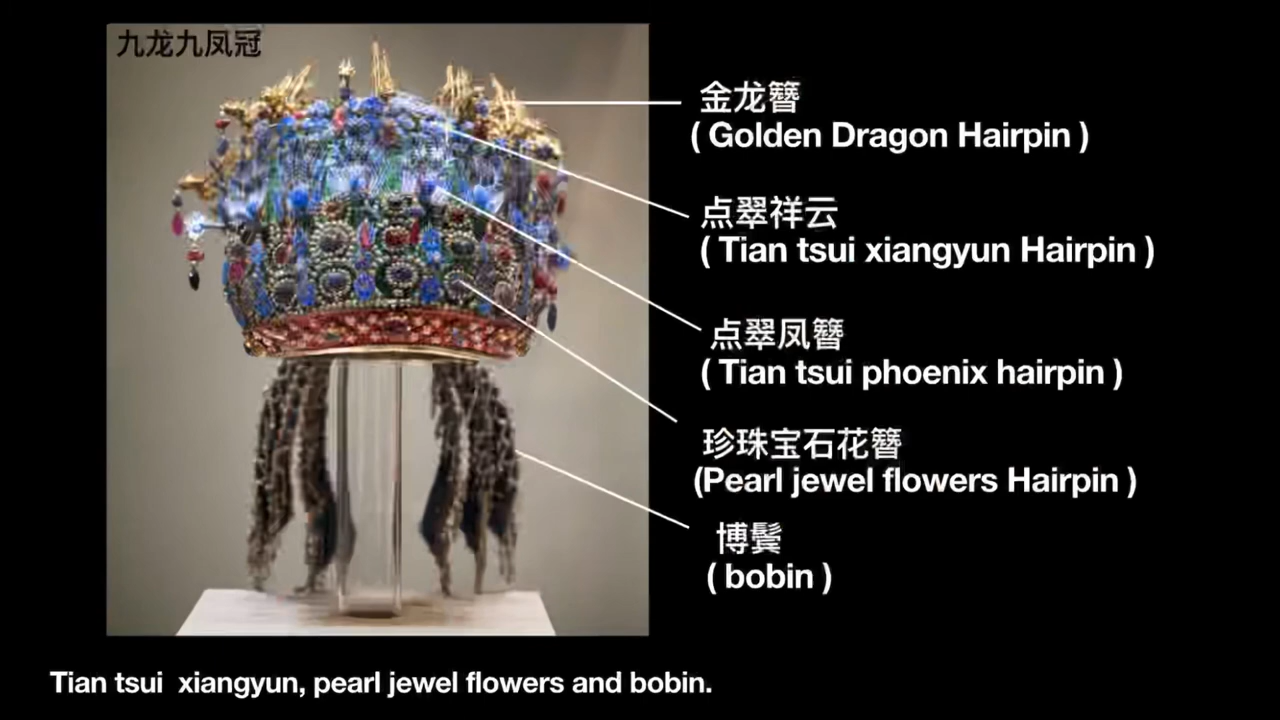 九龙九凤冠
金龙簪
( Golden Dragon Hairpin )
点翠祥云
( Tian tsui xiangyun Hairpin )
点翠凤簪
( Tian tsui phoenix hairpin )
珍珠宝石花簪
(Pearl jewel flowers Hairpin )
博鬓
( bobin )
Tian tsui xiangyun, pearl jewel flowers and bobin.